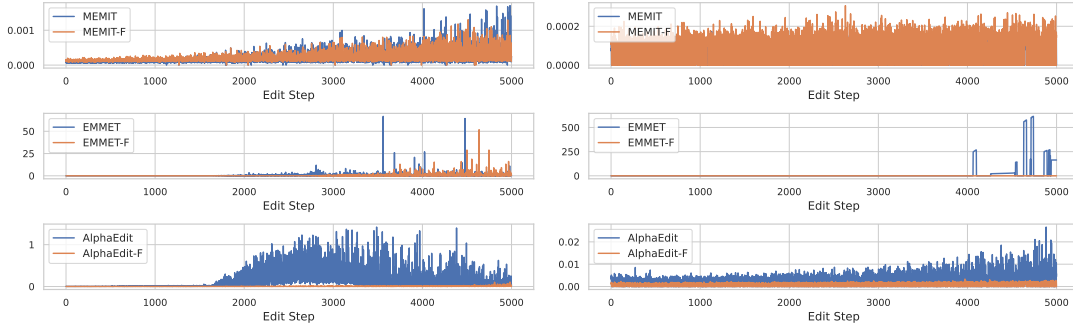 MEMIT
MEMIT-F
0.001
0.000
0 1000 2000 3000 4000 5000
Edit Step
MEMIT
MEMIT-F
0.0002
0.0000
0 1000 2000 3000 4000 5000
Edit Step
EMMET
EMMET-F
50
25
0
0 1000 2000 3000 4000 5000
Edit Step
EMMET
EMMET-F
500
250
0
0 1000 2000 3000 4000 5000
Edit Step
AlphaEdit
AlphaEdit-F
1
0
0 1000 2000 3000 4000 5000
Edit Step
AlphaEdit
AlphaEdit-F
0.02
0.01
0.00
0 1000 2000 3000 4000 5000
Edit Step